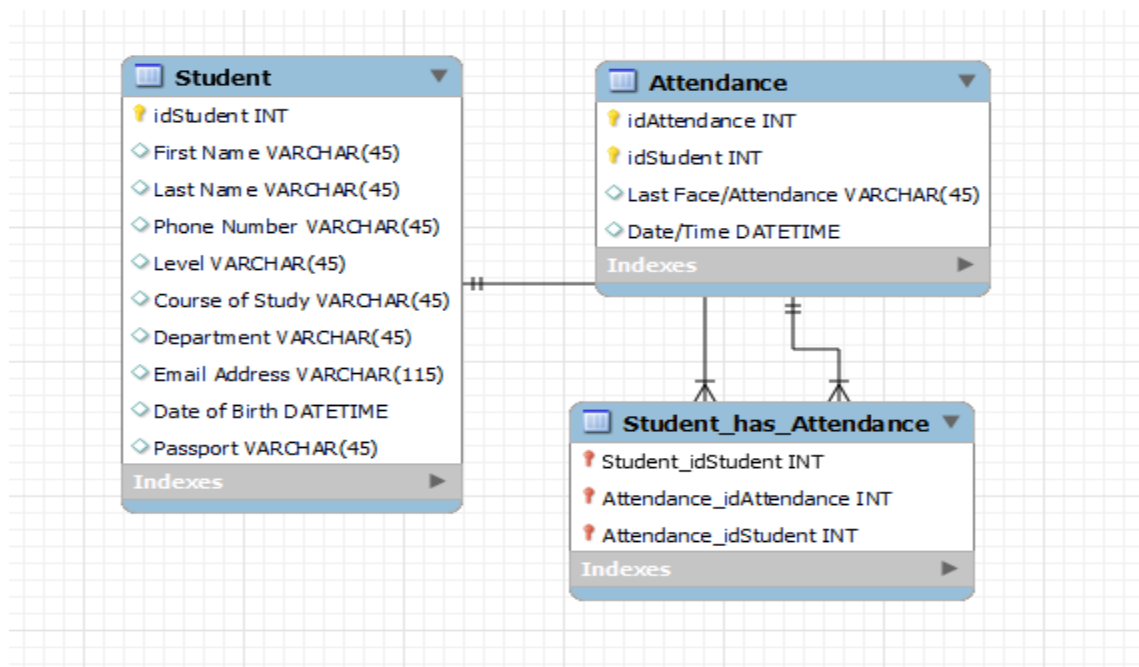 Student
idStudent INT
First Name VARCHAR(45)
Last Name VARCHAR(45)
Phone Number VARCHAR(45)
Level VARCHAR(45)
Course of Study VARCHAR(45)
Department VARCHAR(45)
Email Address VARCHAR(115)
Date of Birth DATETIME
Passport VARCHAR(45)
Indexes
Attendance
idAttendance INT
idStudent INT
Last Face/Attendance VARCHAR(45)
Date/Time DATETIME
Indexes
Student_has_Attendance
Student_idStudent INT
Attendance_idAttendance INT
Attendance_idStudent INT
Indexes